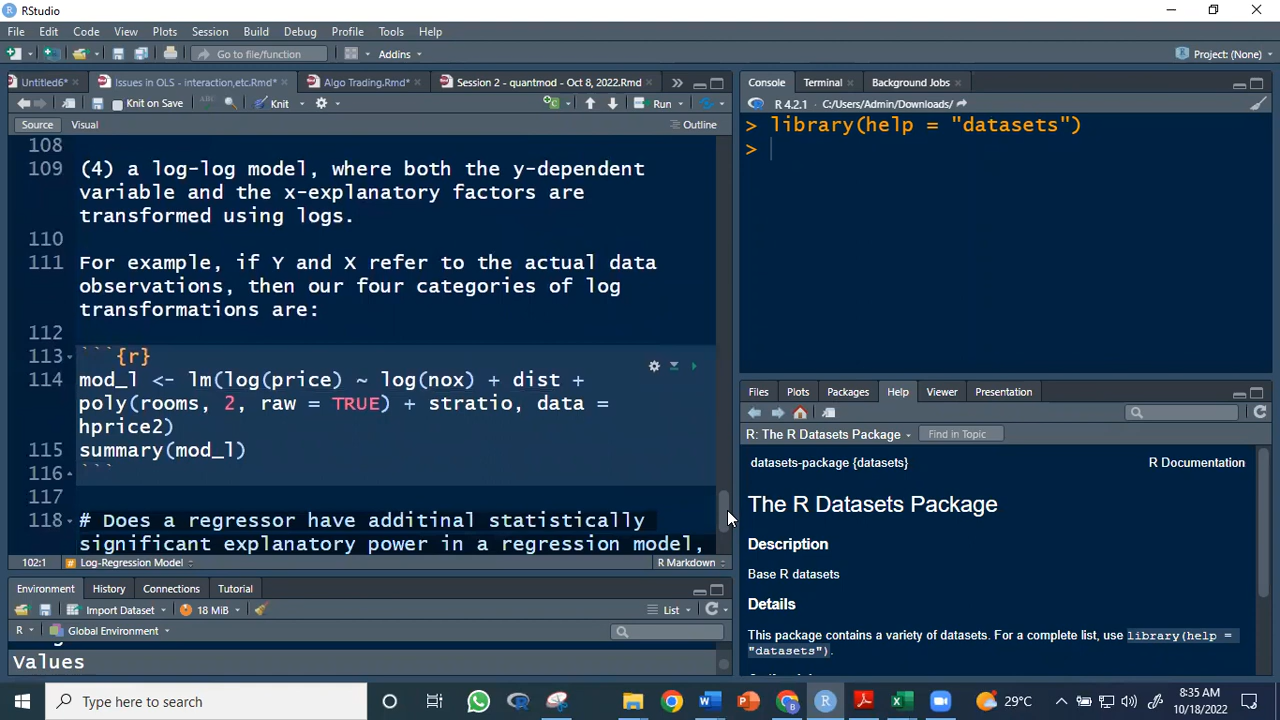 RStudio
File Edit Code View Plots Session Build Debug Profile Tools Help
Go to file/function Addins Project: (None)
Untitled6* Issues in OLS - interaction,etc.Rmd* Algo Trading.Rmd* Session 2 - quantmod - Oct 8, 2022.Rmd
Knit on Save Knit Run
Source Visual Outline
108
109 (4) a log-log model, where both the y-dependent
variable and the x-explanatory factors are
transformed using logs.
110
111 For example, if Y and X refer to the actual data
observations, then our four categories of log
transformations are:
112
113 ```{r}
114 mod_l <- lm(log(price) ~ log(nox) + dist +
poly(rooms, 2, raw = TRUE) + stratio, data =
hprice2)
115 summary(mod_l)
116 ```
117
118 # Does a regressor have additinal statistically
significant explanatory power in a regression model,
102:1 Log-Regression Model R Markdown
Environment History Connections Tutorial
Import Dataset 18 MiB List
R Global Environment
Values
Console Terminal Background Jobs
R 4.2.1 · C:/Users/Admin/Downloads/
> library(help = "datasets")
>
Files Plots Packages Help Viewer Presentation
R: The R Datasets Package Find in Topic
datasets-package {datasets} R Documentation
The R Datasets Package
Description
Base R datasets
Details
This package contains a variety of datasets. For a complete list, use library(help =
"datasets").
Type here to search
29°C
8:35 AM
10/18/2022